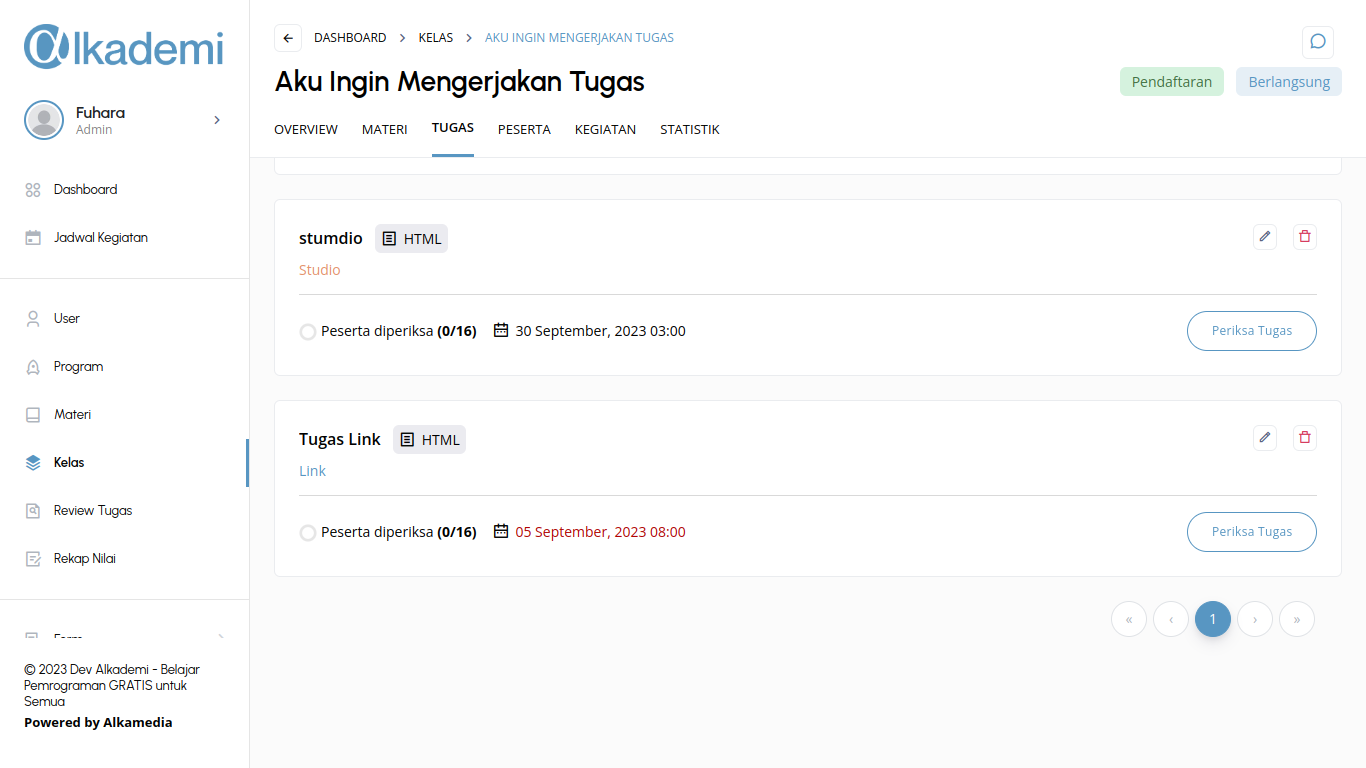 Alkademi
Fuhara
Admin
Dashboard
Jadwal Kegiatan
User
Program
Materi
Kelas
Review Tugas
Rekap Nilai
Form
© 2023 Dev Alkademi - Belajar
Pemrograman GRATIS untuk
Semua
Powered by Alkamedia
DASHBOARD > KELAS > AKU INGIN MENGERJAKAN TUGAS
Aku Ingin Mengerjakan Tugas
Pendaftaran Berlangsung
OVERVIEW MATERI TUGAS PESERTA KEGIATAN STATISTIK
stumdio HTML
Studio
Peserta diperiksa (0/16) 30 September, 2023 03:00 Periksa Tugas
Tugas Link HTML
Link
Peserta diperiksa (0/16) 05 September, 2023 08:00 Periksa Tugas
« ‹ 1 › »